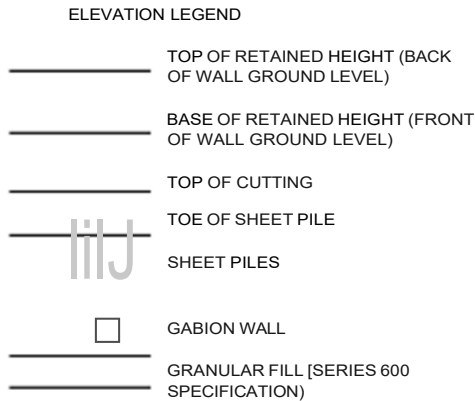 ELEVATION LEGEND
TOP OF RETAINED HEIGHT (BACK
OF WALL GROUND LEVEL)
BASE OF RETAINED HEIGHT (FRONT
OF WALL GROUND LEVEL)
TOP OF CUTTING
TOE OF SHEET PILE
lilJ
SHEET PILES
GABION WALL
GRANULAR FILL [SERIES 600
SPECIFICATION)